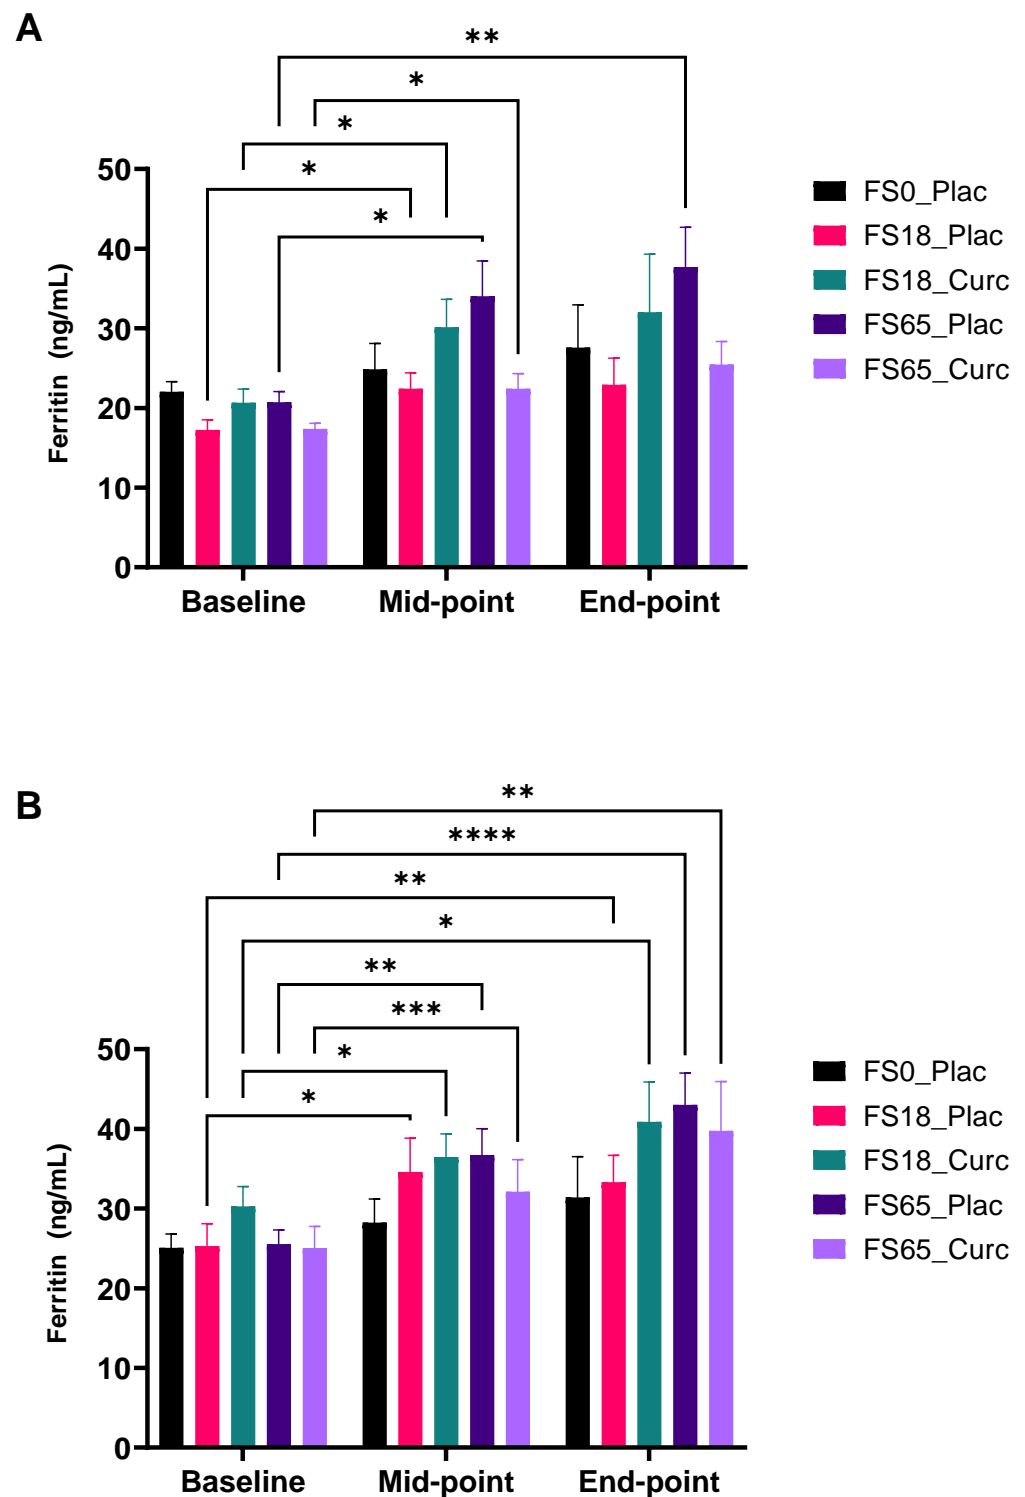 A
**
*
*
*
*
50
40
30
20
10
0
Ferritin (ng/mL)
Baseline Mid-point End-point
FS0_Plac
FS18_Plac
FS18_Curc
FS65_Plac
FS65_Curc
B
**
****
**
*
**
***
*
*
50
40
30
20
10
0
Ferritin (ng/mL)
Baseline Mid-point End-point
FS0_Plac
FS18_Plac
FS18_Curc
FS65_Plac
FS65_Curc